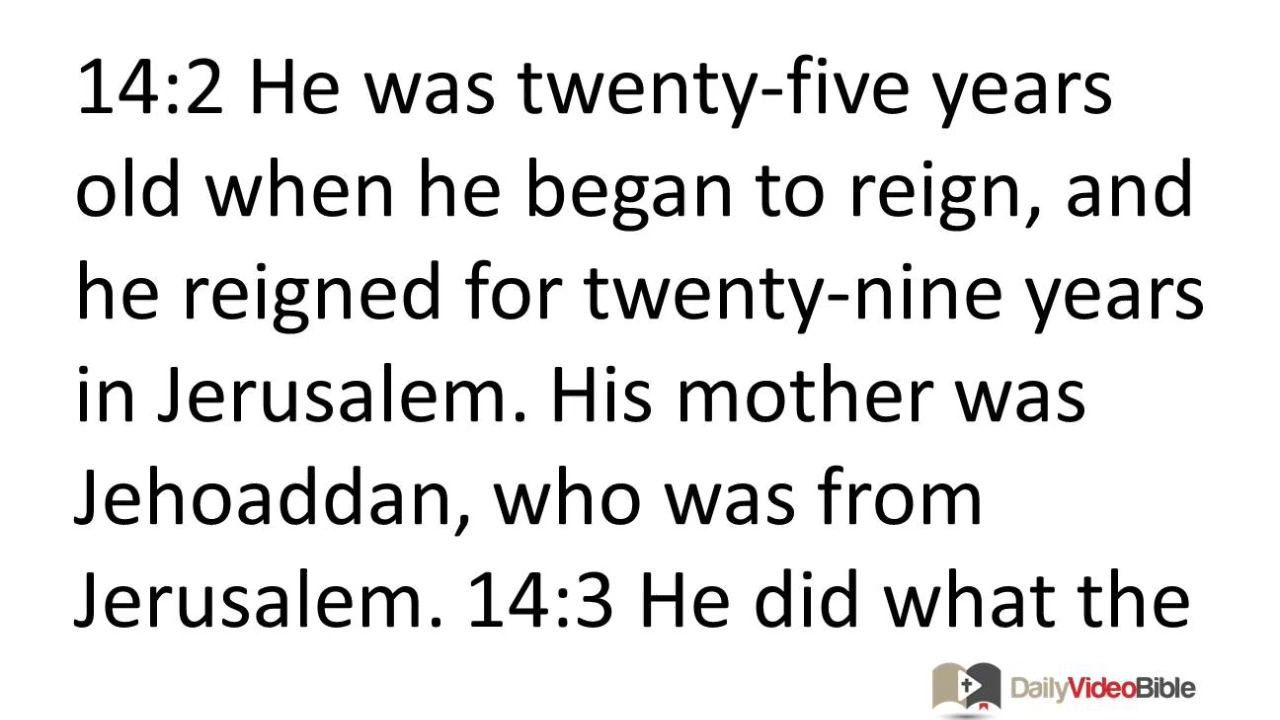 14:2 He was twenty-five years
old when he began to reign, and
he reigned for twenty-nine years
in Jerusalem. His mother was
Jehoaddan, who was from
Jerusalem. 14:3 He did what the
DailyVideoBible